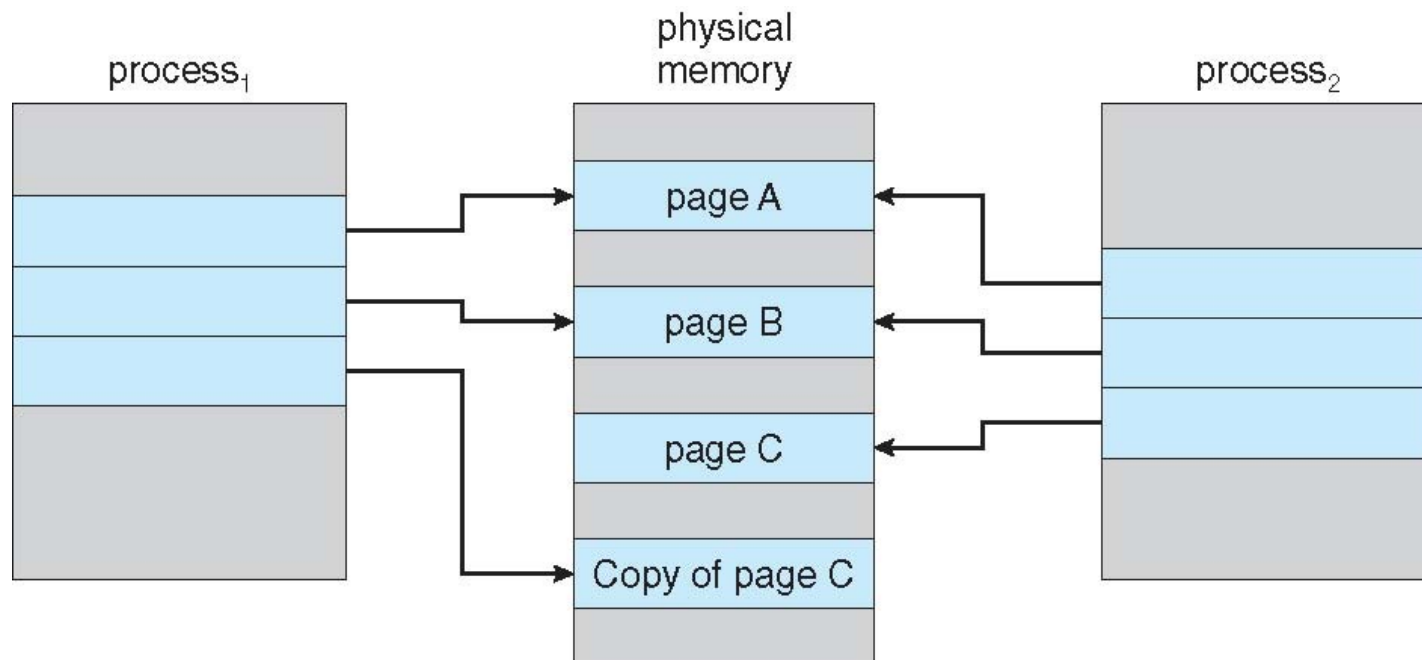 process₁
physical
memory
process₂
page A
page B
page C
Copy of page C